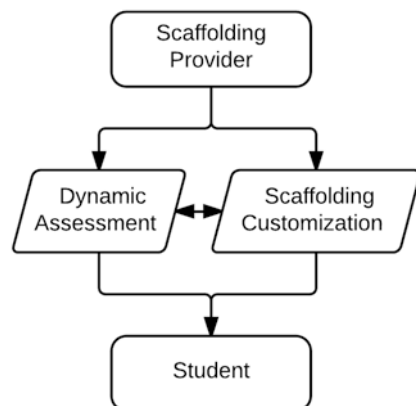 Scaffolding
Provider
Dynamic
Assessment
Scaffolding
Customization
Student